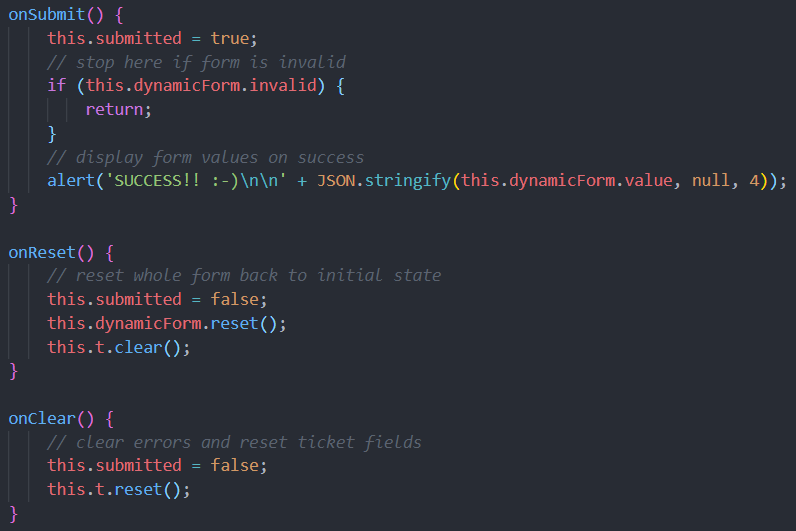 onSubmit() {
    this.submitted = true;
    // stop here if form is invalid
    if (this.dynamicForm.invalid) {
        return;
    }
    // display form values on success
    alert('SUCCESS!! :-)\n\n' + JSON.stringify(this.dynamicForm.value, null, 4));
}

onReset() {
    // reset whole form back to initial state
    this.submitted = false;
    this.dynamicForm.reset();
    this.t.clear();
}

onClear() {
    // clear errors and reset ticket fields
    this.submitted = false;
    this.t.reset();
}